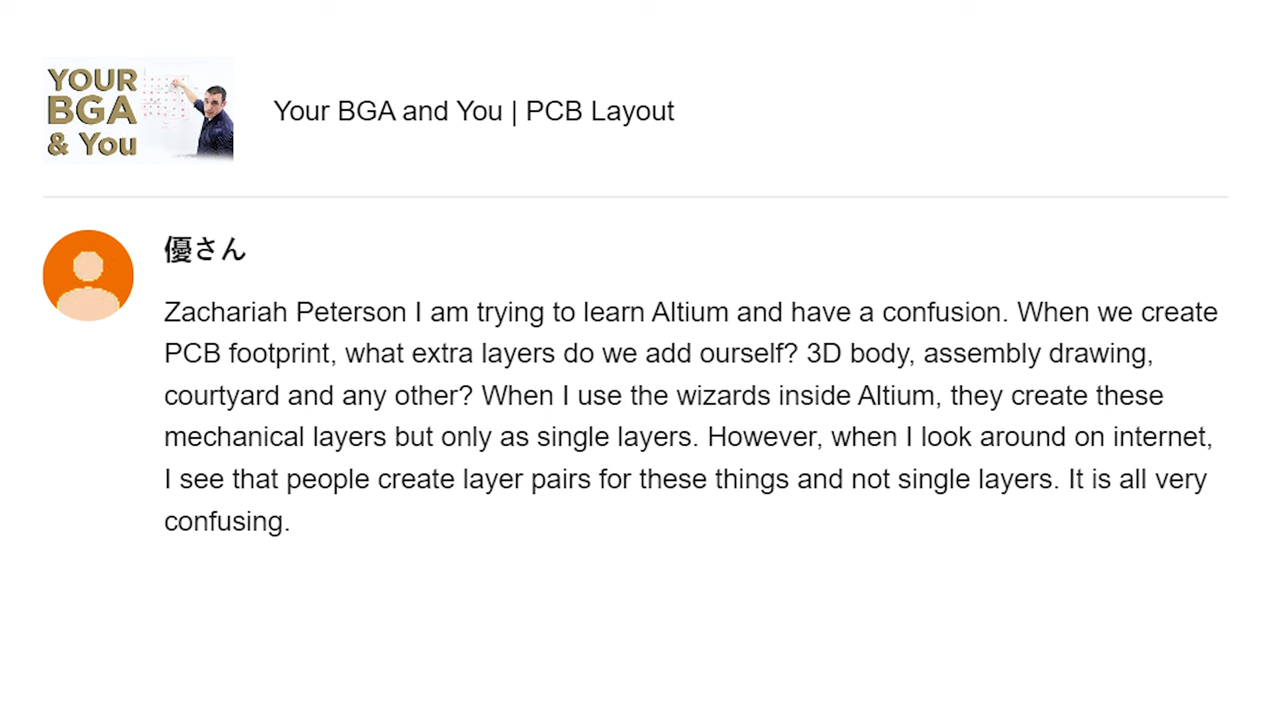 YOUR
BGA
& You
Your BGA and You | PCB Layout
優さん
Zachariah Peterson I am trying to learn Altium and have a confusion. When we create
PCB footprint, what extra layers do we add ourself? 3D body, assembly drawing,
courtyard and any other? When I use the wizards inside Altium, they create these
mechanical layers but only as single layers. However, when I look around on internet,
I see that people create layer pairs for these things and not single layers. It is all very
confusing.